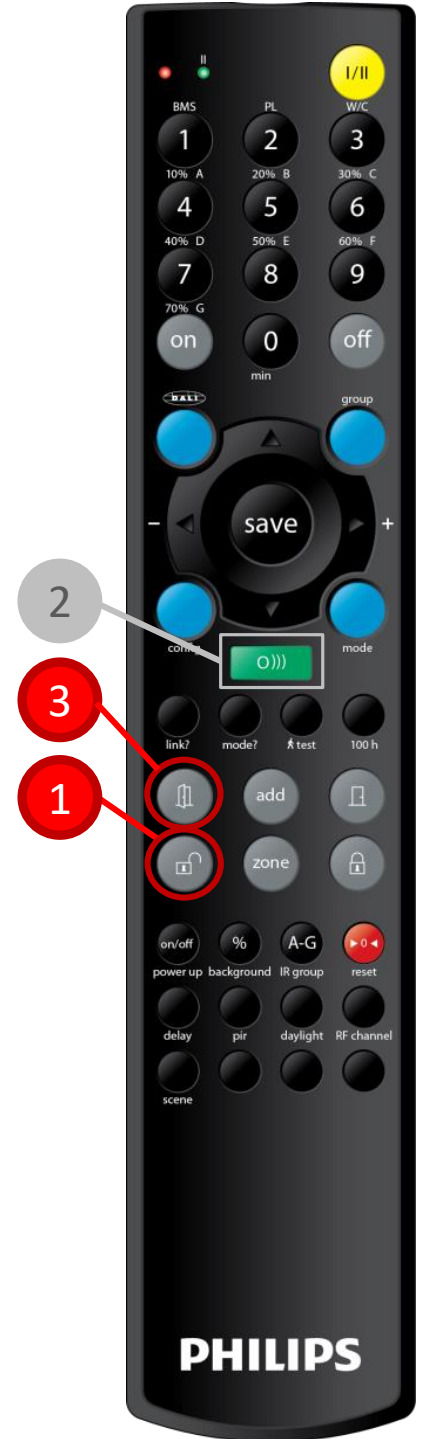 II
I/II
BMS PL W/C
1 2 3
10% A 20% B 30% C
4 5 6
40% D 50% E 60% F
7 8 9
70% G
on 0 off
min
DALI group
- save +
2
config mode
O)))
3
link? mode? test 100 h
add
1
zone
on/off % A-G ▶0◀
power up background IR group reset
delay pir daylight RF channel
scene
PHILIPS